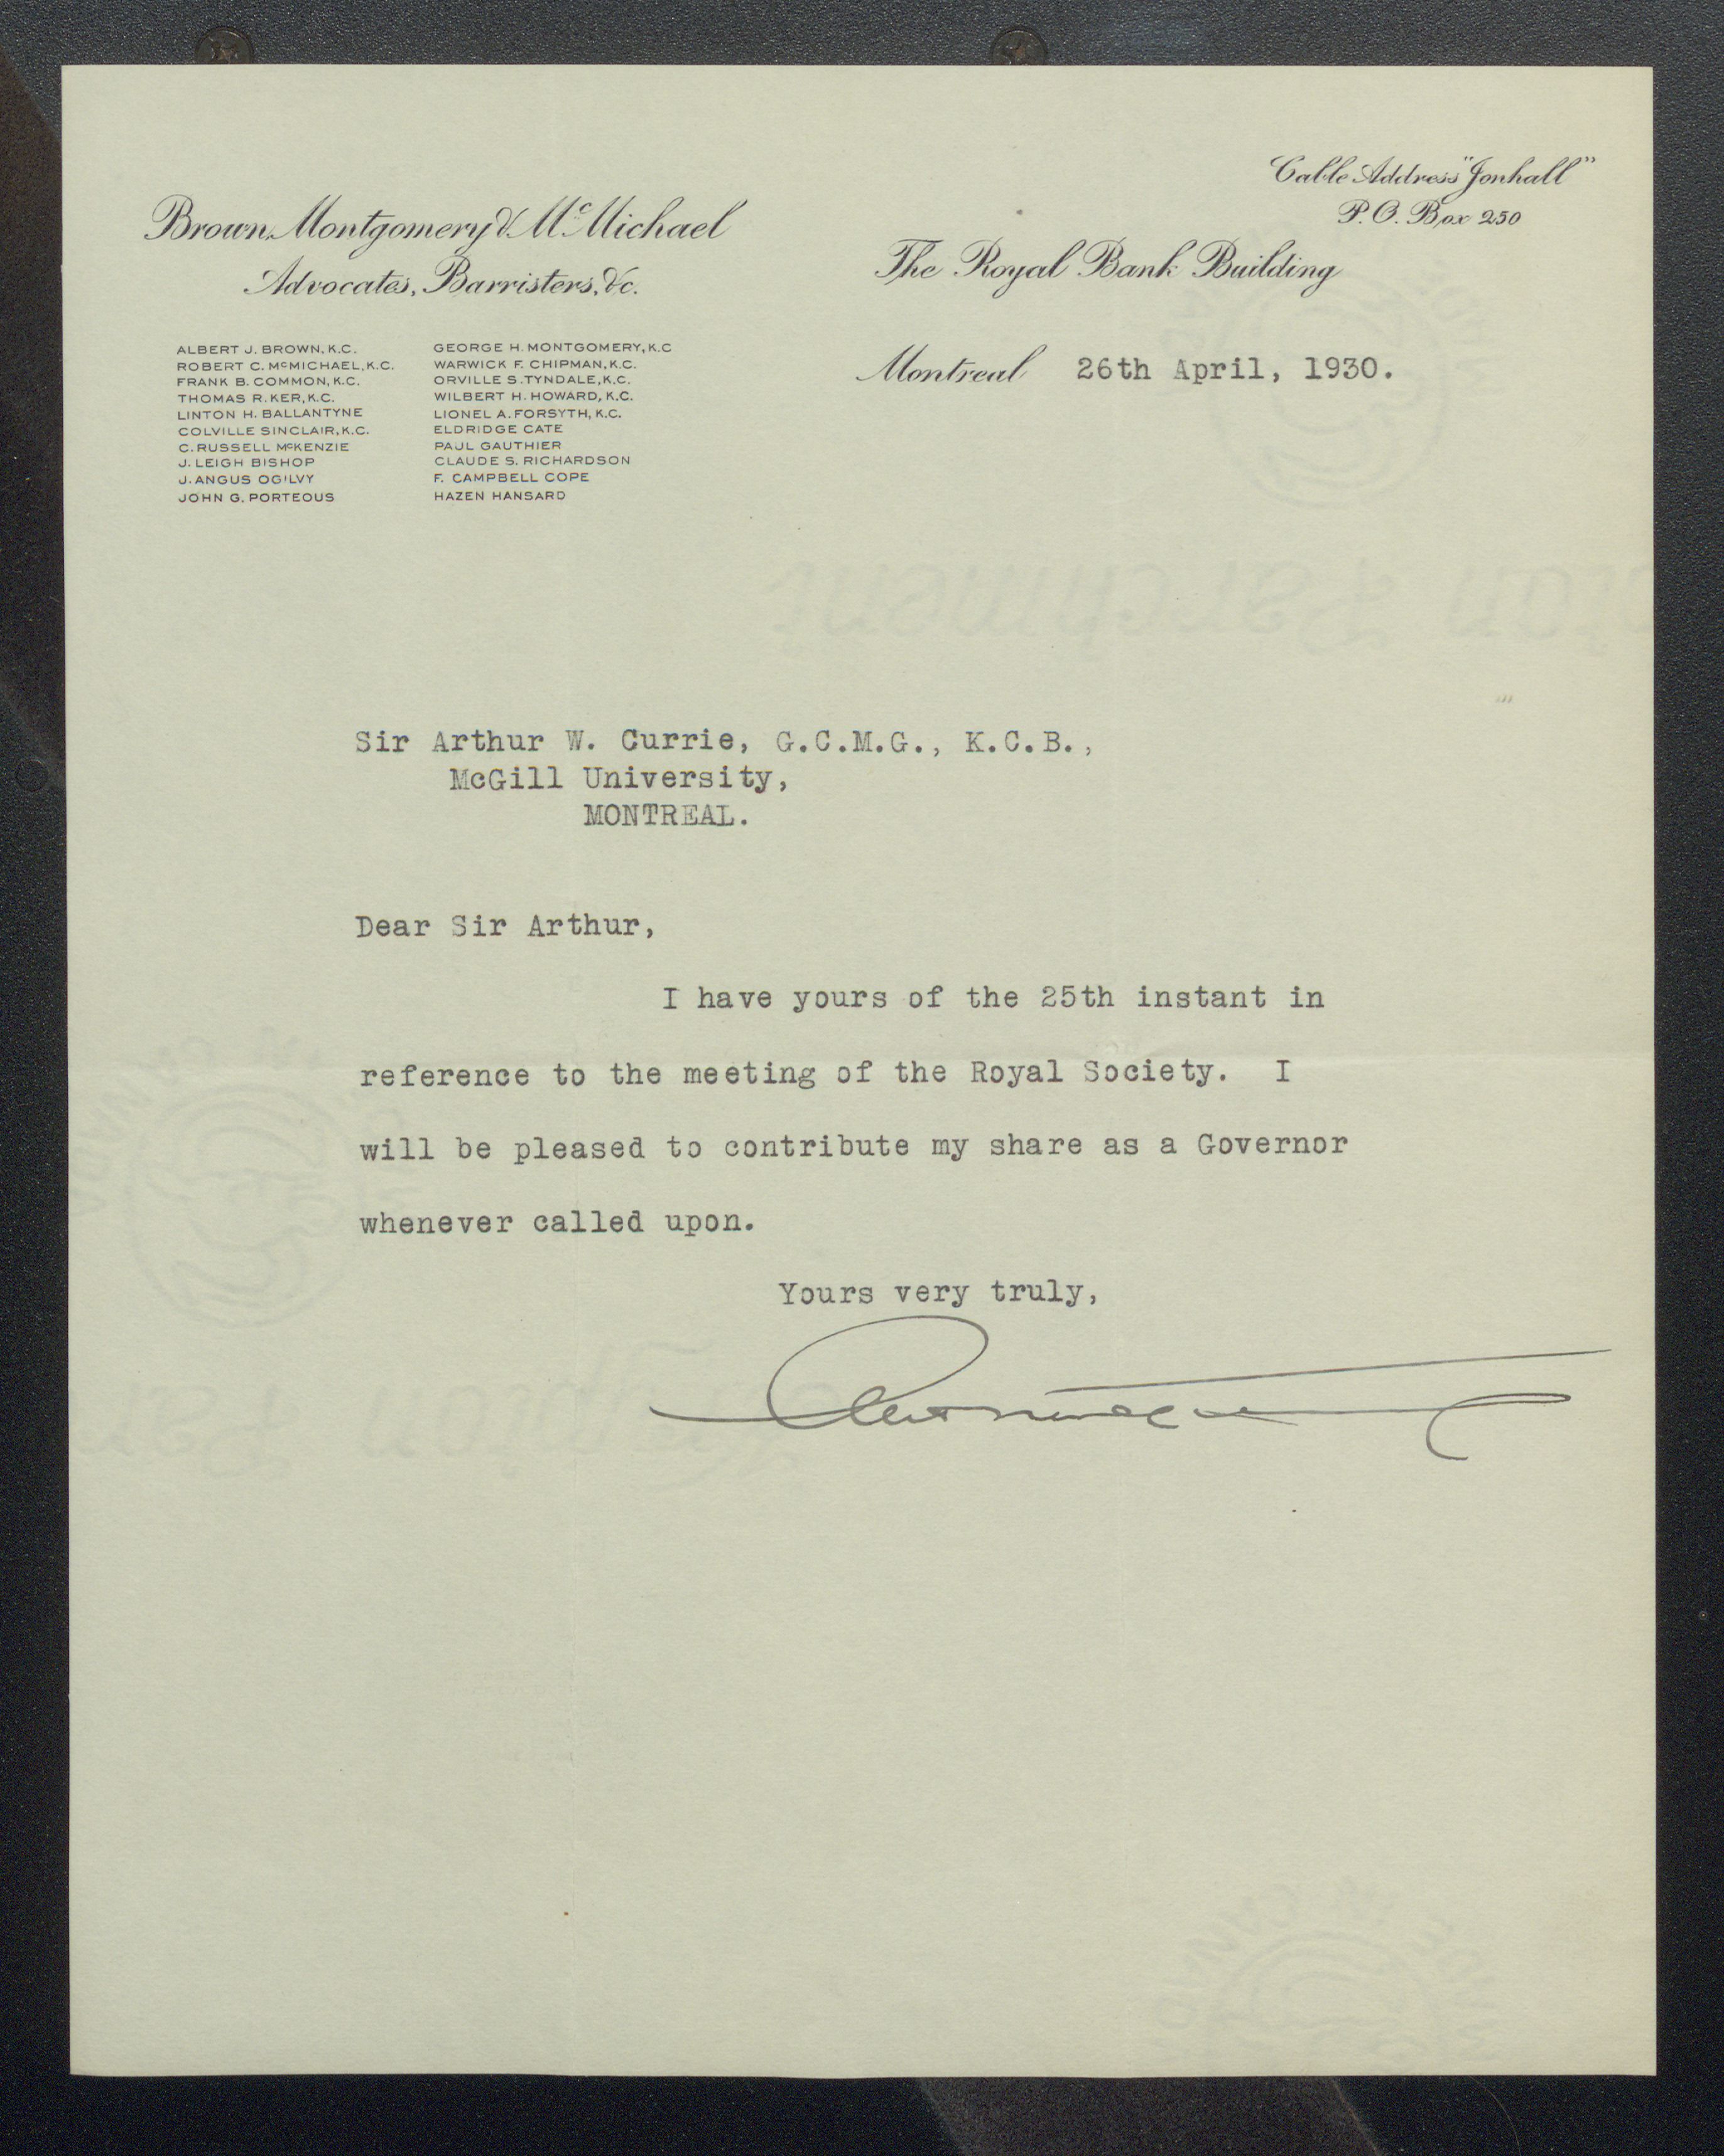 Cable Address "Jonhall"
P.O. Box 250
Brown, Montgomery & McMichael
Advocates, Barristers, &c.
The Royal Bank Building
ALBERT J. BROWN, K.C.
ROBERT C. McMICHAEL, K.C.
FRANK B. COMMON, K.C.
THOMAS R. KER, K.C.
LINTON H. BALLANTYNE
COLVILLE SINCLAIR, K.C.
C. RUSSELL McKENZIE
J. LEIGH BISHOP
J. ANGUS OGILVY
JOHN G. PORTEOUS
GEORGE H. MONTGOMERY, K.C
WARWICK F. CHIPMAN, K.C.
ORVILLE S. TYNDALE, K.C.
WILBERT H. HOWARD, K.C.
LIONEL A. FORSYTH, K.C.
ELDRIDGE CATE
PAUL GAUTHIER
CLAUDE S. RICHARDSON
F. CAMPBELL COPE
HAZEN HANSARD
Montreal 26th April, 1930.
Sir Arthur W. Currie, G.C.M.G., K.C.B.,
McGill University,
MONTREAL.
Dear Sir Arthur,
I have yours of the 25th instant in
reference to the meeting of the Royal Society. I
will be pleased to contribute my share as a Governor
whenever called upon.
Yours very truly,